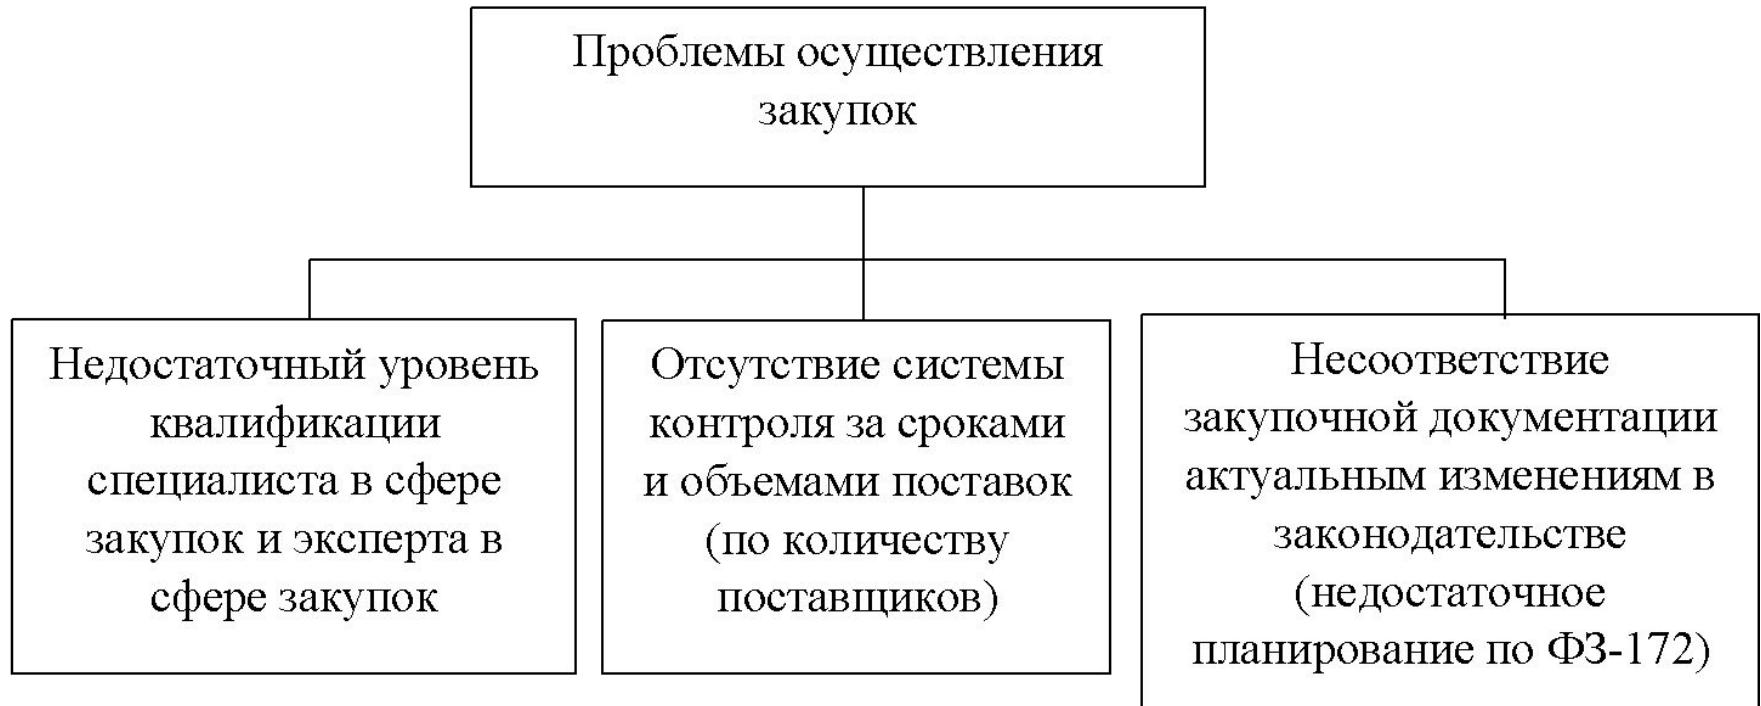 Проблемы осуществления
закупок
Недостаточный уровень
квалификации
специалиста в сфере
закупок и эксперта в
сфере закупок
Отсутствие системы
контроля за сроками
и объемами поставок
(по количеству
поставщиков)
Несоответствие
закупочной документации
актуальным изменениям в
законодательстве
(недостаточное
планирование по ФЗ-172)